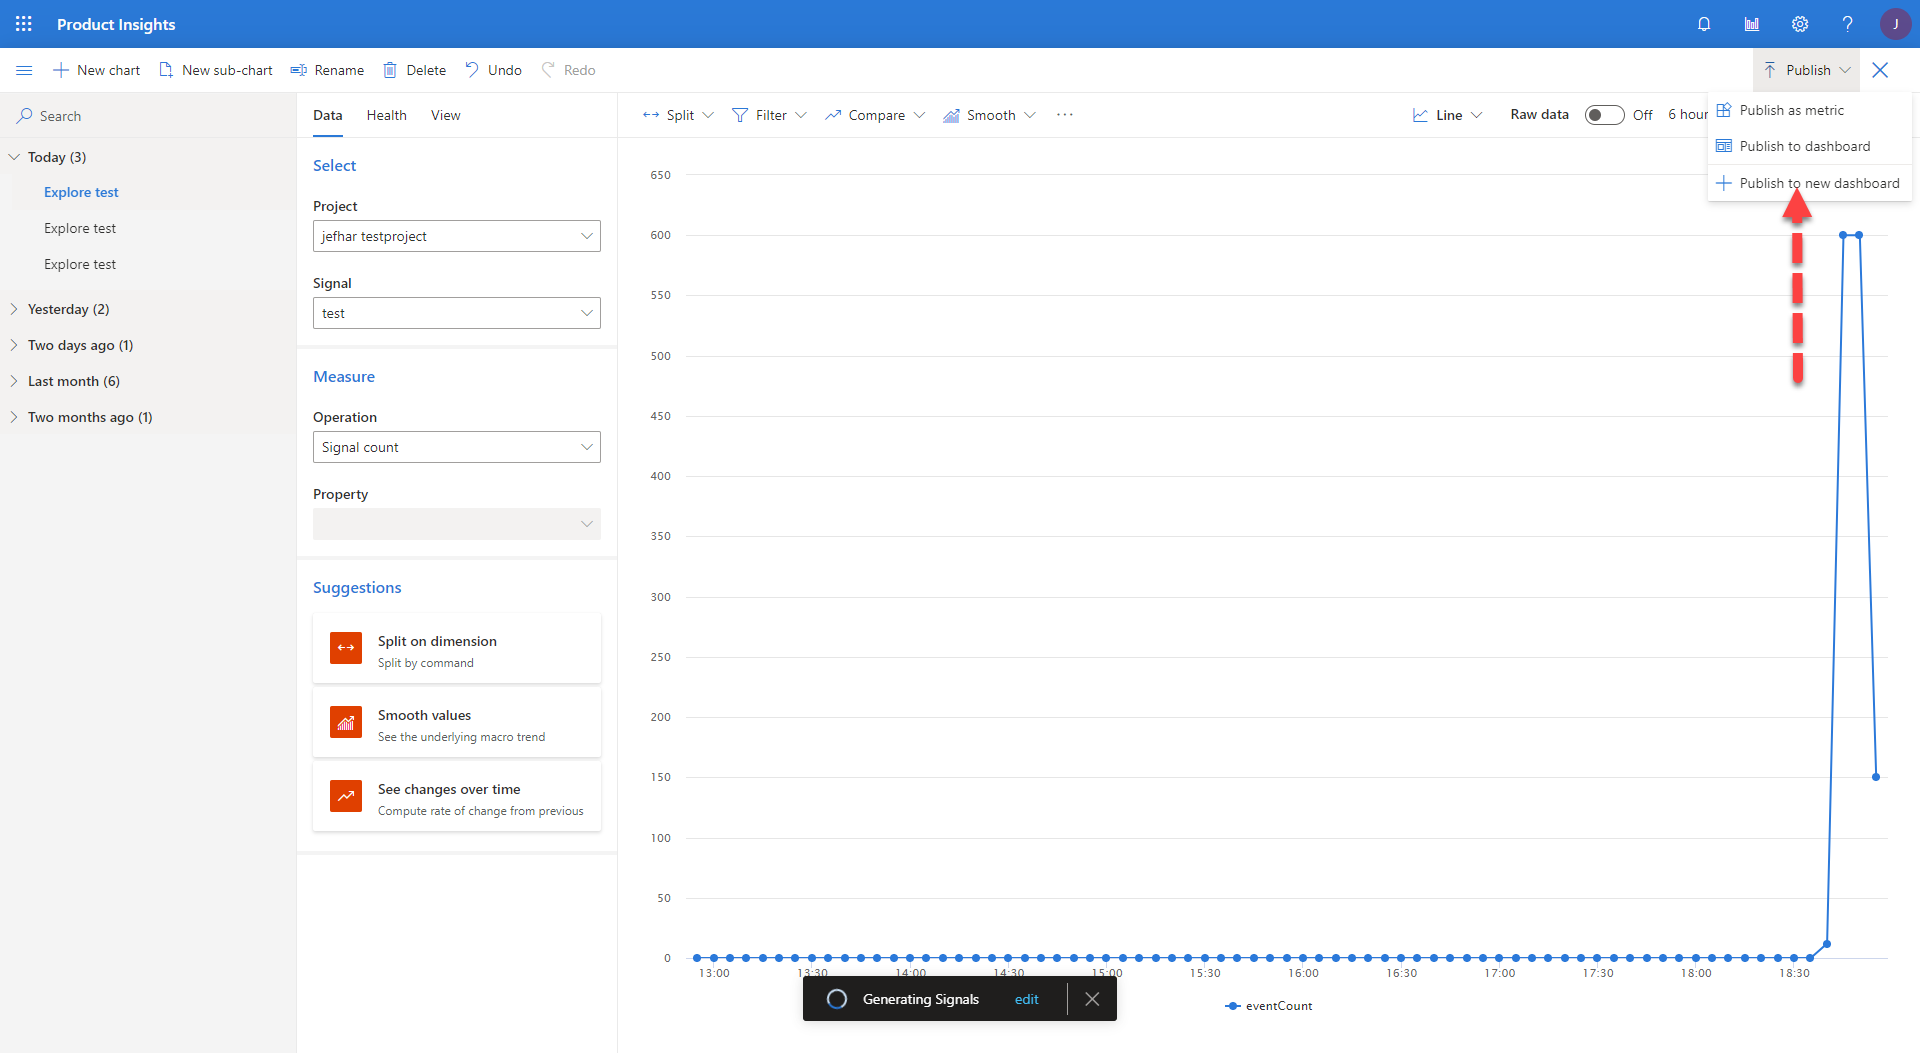 Product Insights
J
New chart
New sub-chart
Rename
Delete
Undo
Redo
Publish
Search
Today (3)
Explore test
Explore test
Explore test
Yesterday (2)
Two days ago (1)
Last month (6)
Two months ago (1)
Data
Health
View
Select
Project
jefhar testproject
Signal
test
Measure
Operation
Signal count
Property
Suggestions
Split on dimension
Split by command
Smooth values
See the underlying macro trend
See changes over time
Compute rate of change from previous
Split
Filter
Compare
Smooth
Line
Raw data
Off
6 hour
Publish as metric
Publish to dashboard
Publish to new dashboard
650
600
550
500
450
400
350
300
250
200
150
100
50
0
13:00
13:30
14:00
14:30
15:00
15:30
16:00
16:30
17:00
17:30
18:00
18:30
Generating Signals
edit
eventCount